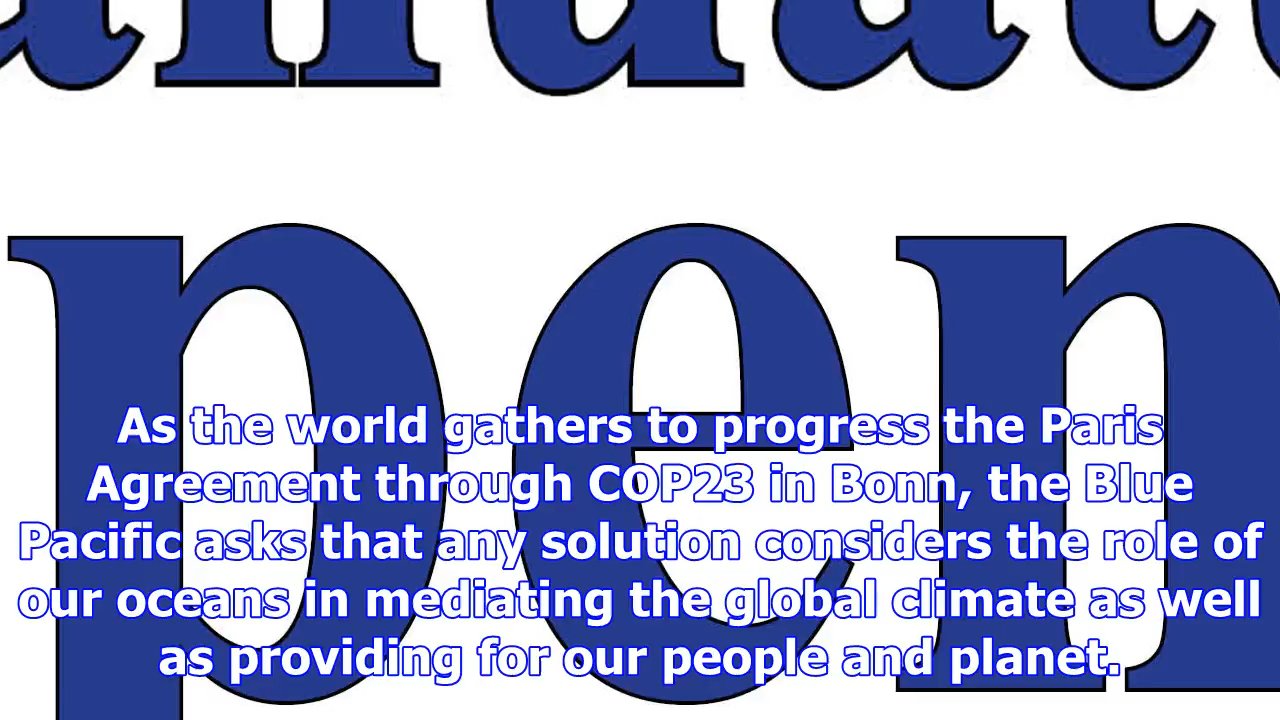 pen
As the world gathers to progress the Paris
Agreement through COP23 in Bonn, the Blue
Pacific asks that any solution considers the role of
our oceans in mediating the global climate as well
as providing for our people and planet.